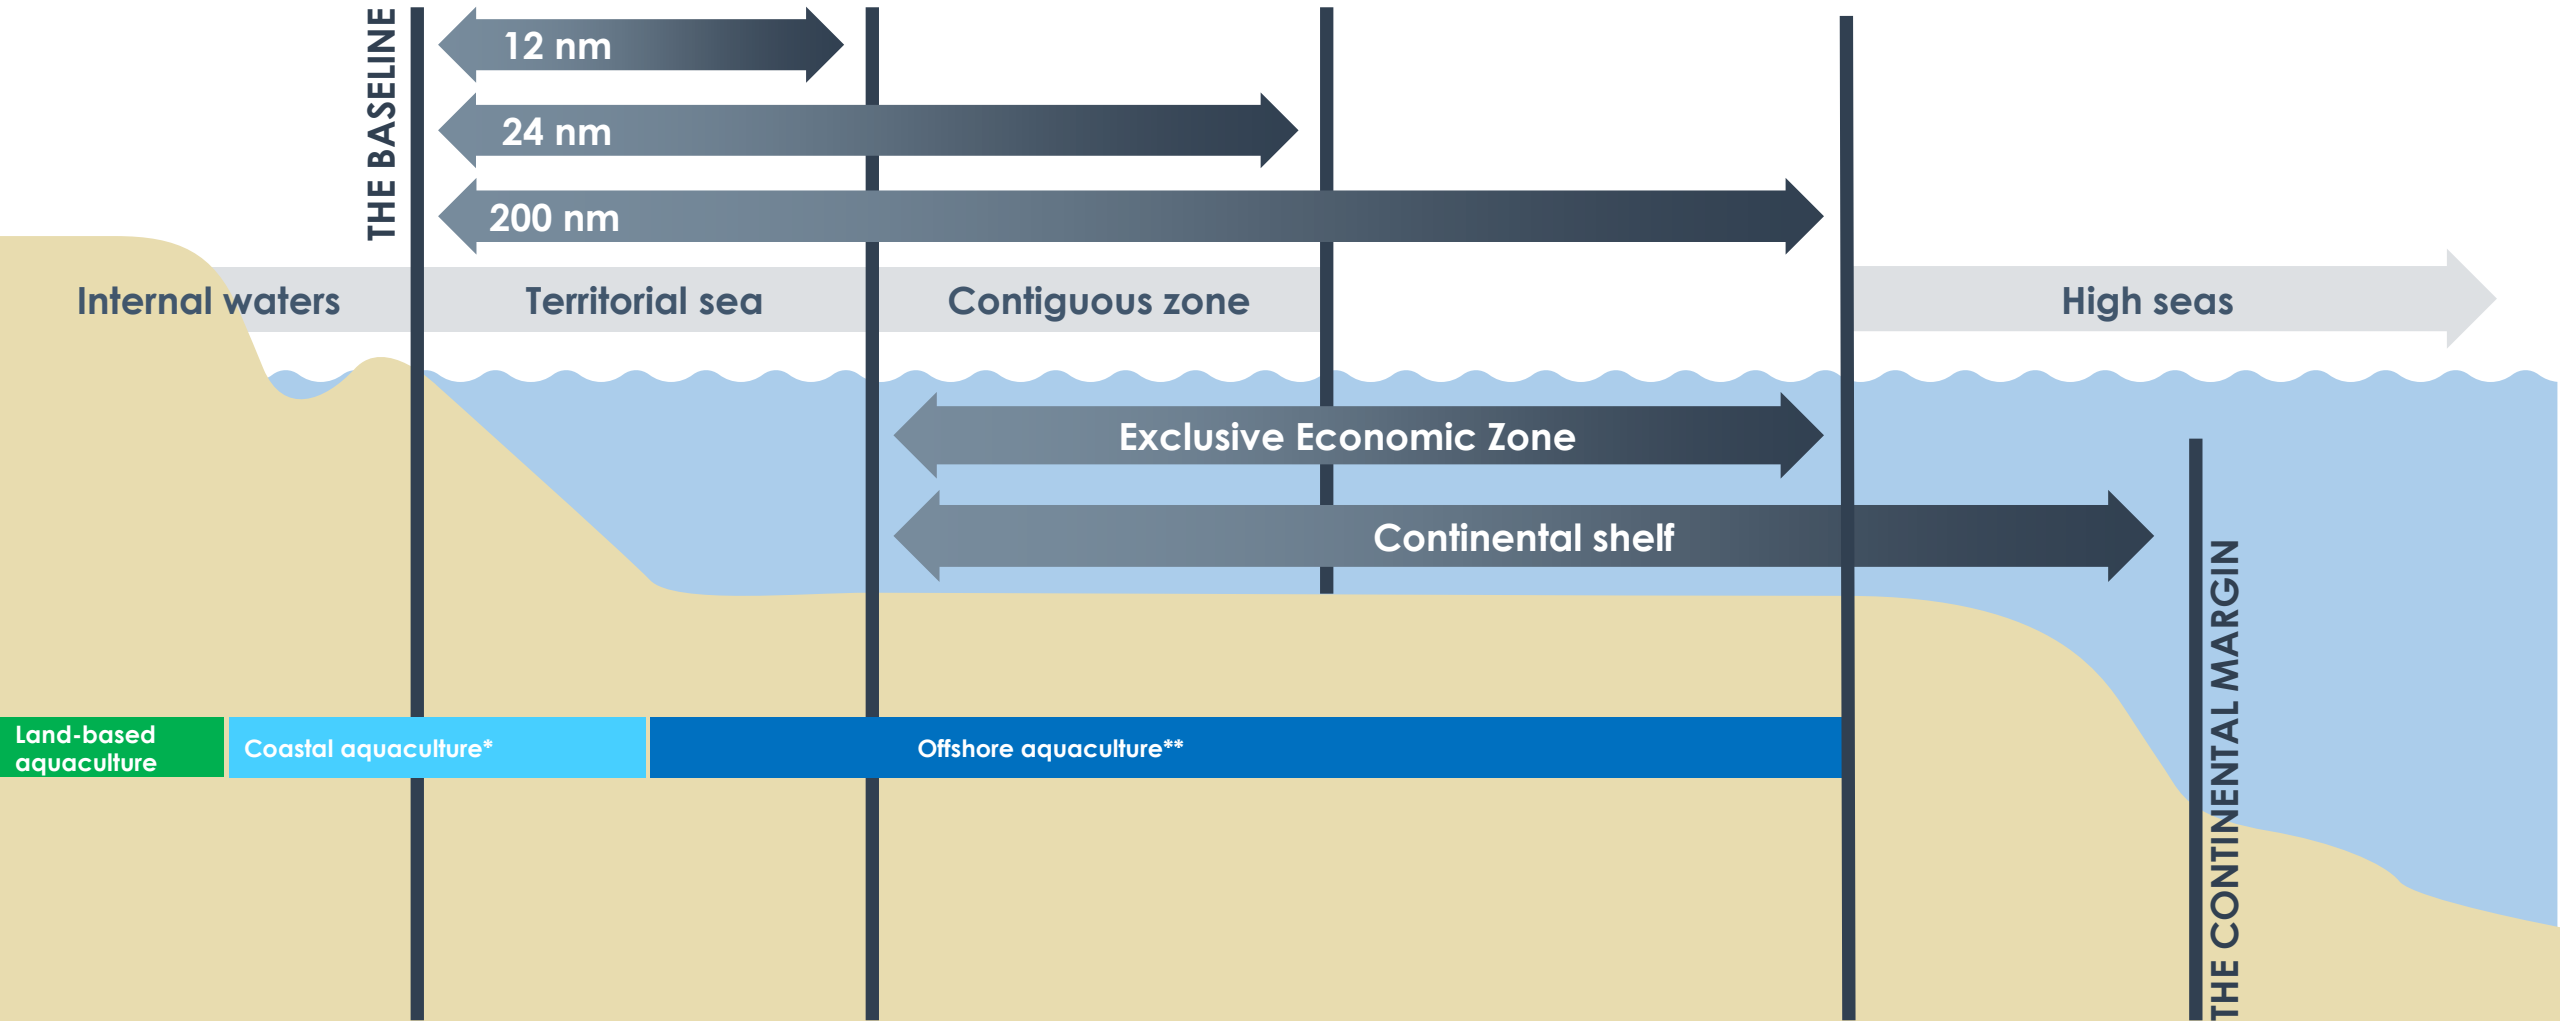 THE BASELINE
12 nm
24 nm
200 nm
Internal waters
Territorial sea
Contiguous zone
High seas
Exclusive Economic Zone
Continental shelf
THE CONTINENTAL MARGIN
Land-based
aquaculture
Coastal aquaculture*
Offshore aquaculture**